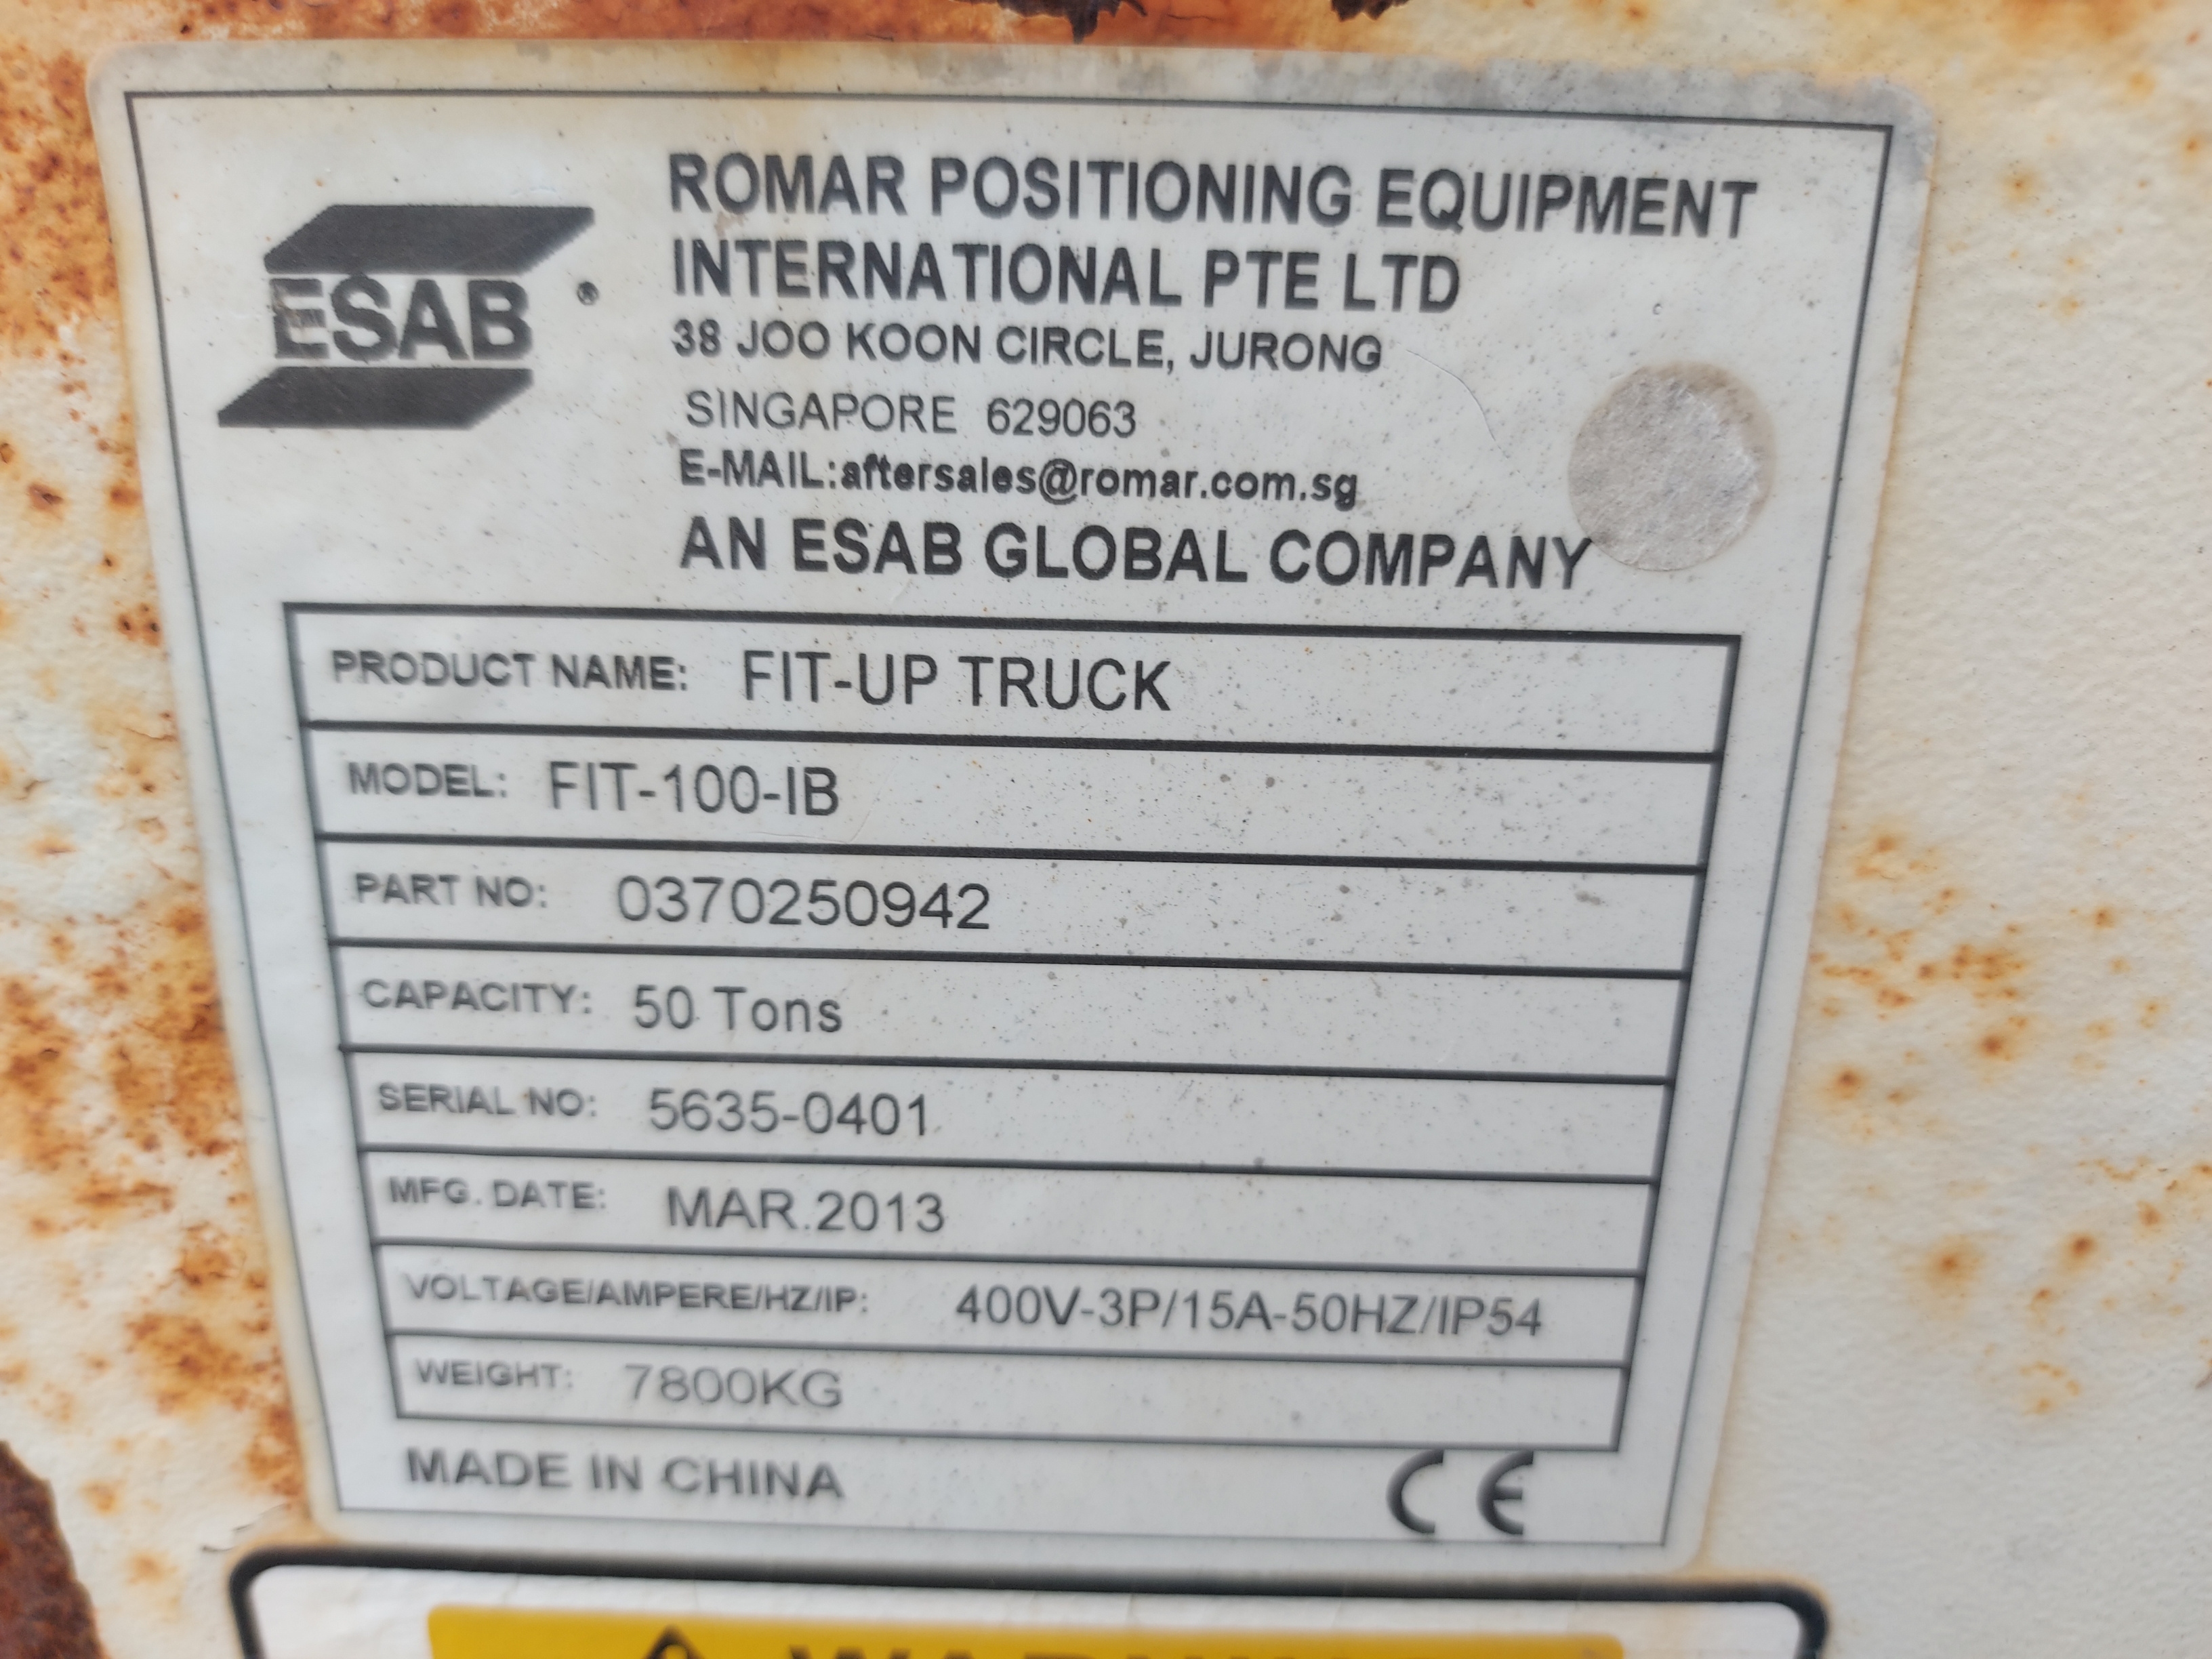 ESAB ®
ROMAR POSITIONING EQUIPMENT
INTERNATIONAL PTE LTD
38 JOO KOON CIRCLE, JURONG
SINGAPORE 629063
E-MAIL:aftersales@romar.com.sg
AN ESAB GLOBAL COMPANY
PRODUCT NAME: FIT-UP TRUCK
MODEL: FIT-100-IB
PART NO: 0370250942
CAPACITY: 50 Tons
SERIAL NO: 5635-0401
MFG. DATE: MAR.2013
VOLTAGE/AMPERE/HZ/IP: 400V-3P/15A-50HZ/IP54
WEIGHT: 7800KG
MADE IN CHINA CE
WARNING